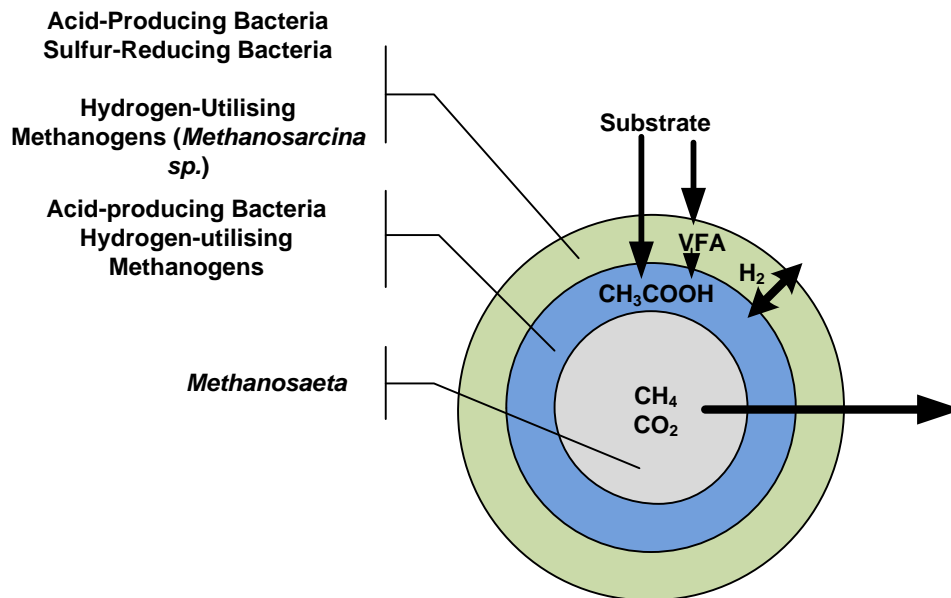 Acid-Producing Bacteria
Sulfur-Reducing Bacteria
Hydrogen-Utilising
Methanogens (Methanosarcina
sp.)
Acid-producing Bacteria
Hydrogen-utilising
Methanogens
Methanosaeta
Substrate
VFA
H₂
CH₃COOH
CH₄
CO₂